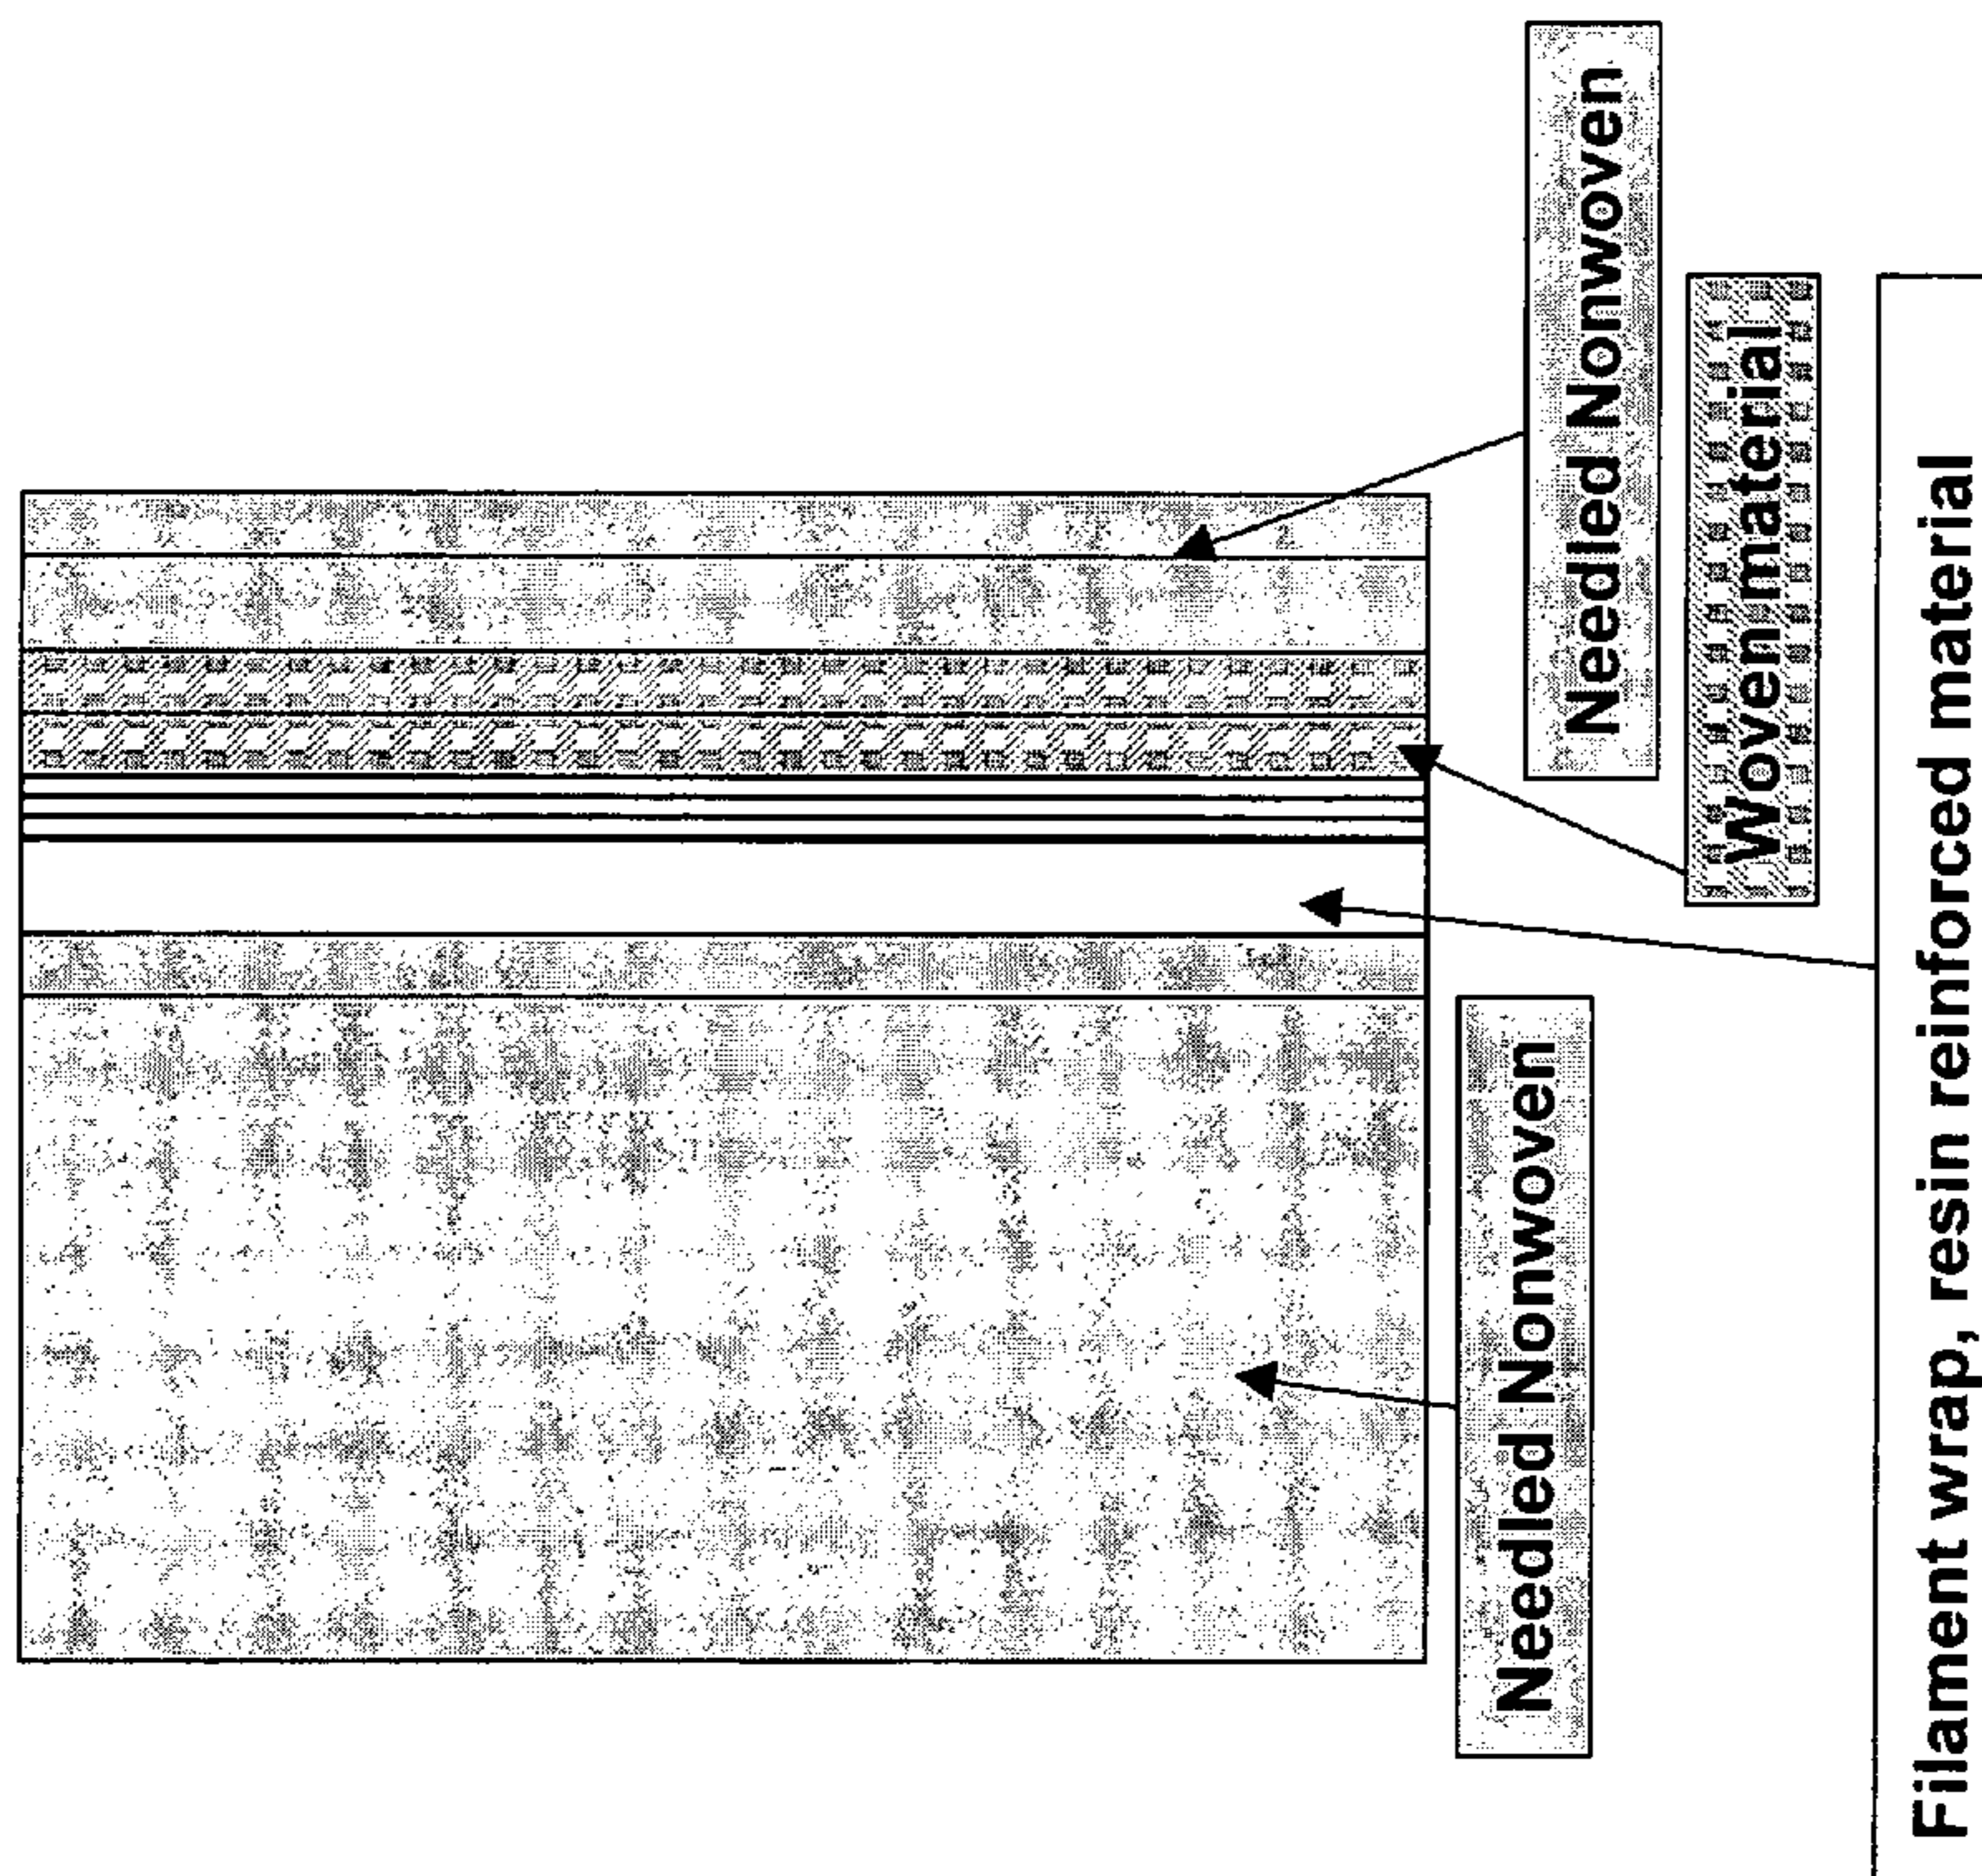 Needled Nonwoven
Woven material
Needled Nonwoven
Filament wrap, resin reinforced material